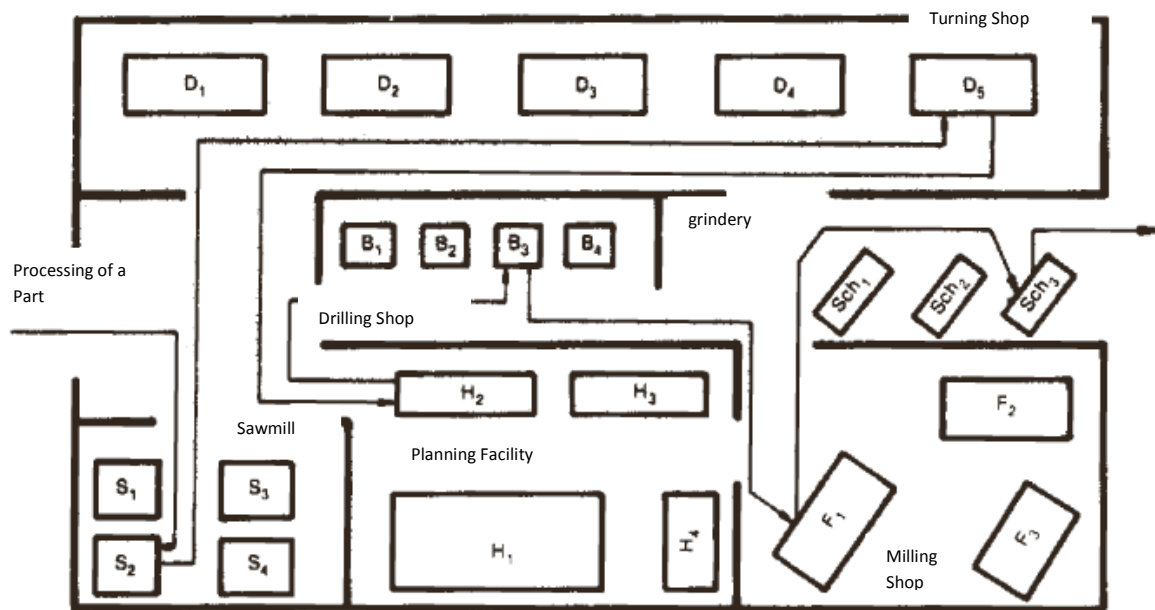 Turning Shop
D₁ D₂ D₃ D₄ D₅
B₁ B₂ B₃ B₄
grindery
Processing of a
Part
Sch₁ Sch₂ Sch₃
Drilling Shop
H₂ H₃
F₂
Sawmill
Planning Facility
S₁ S₃
F₁
H₁ H₄
F₃
S₂ S₄
Milling
Shop